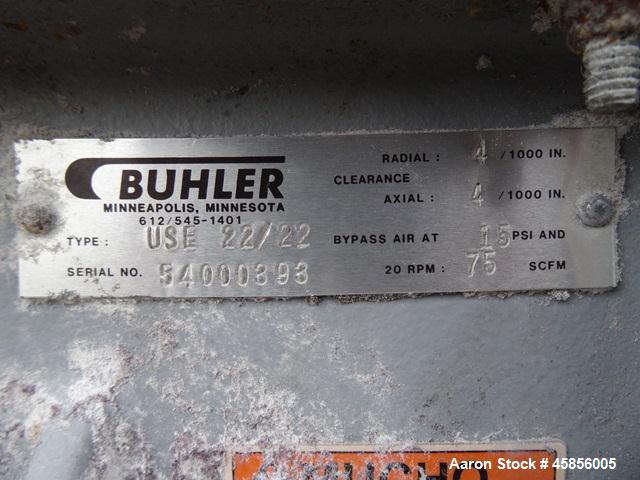 BUHLER
MINNEAPOLIS, MINNESOTA
612/545-1401
TYPE: USE 22/22
SERIAL NO. 54000393
RADIAL: 4 /1000 IN.
CLEARANCE
AXIAL: 4 /1000 IN.
BYPASS AIR AT 15 PSI AND
20 RPM: 75 SCFM
Aaron Stock #45856005